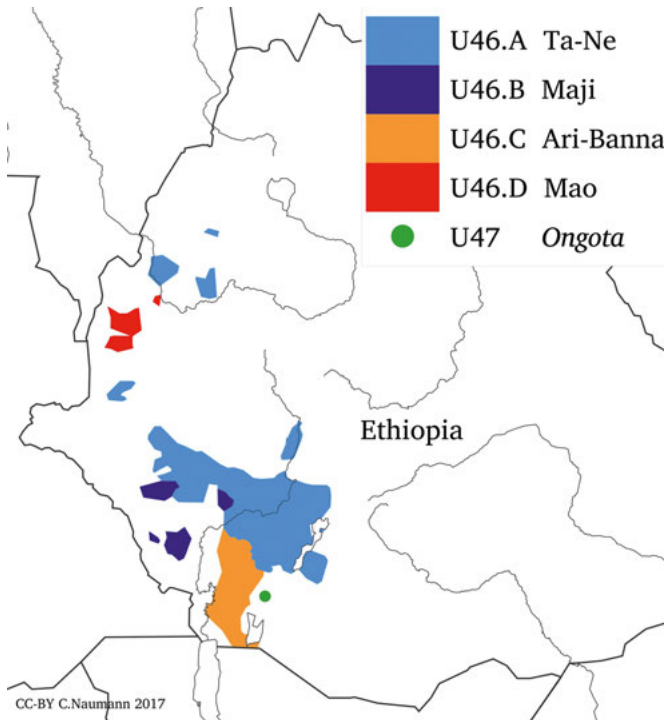 U46.A Ta-Ne
U46.B Maji
U46.C Ari-Banna
U46.D Mao
U47 Ongota
Ethiopia
CC-BY C.Naumann 2017